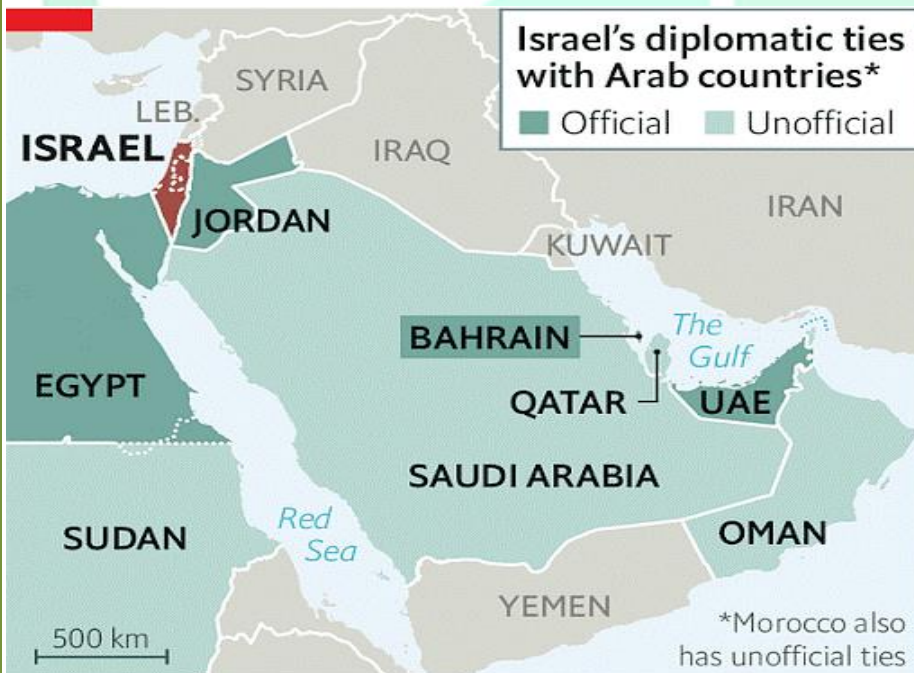 Israel's diplomatic ties
with Arab countries*
Official Unofficial
SYRIA
LEB.
ISRAEL
IRAQ
IRAN
JORDAN
KUWAIT
BAHRAIN
The
Gulf
EGYPT
QATAR
UAE
SAUDI ARABIA
Red
Sea
SUDAN
OMAN
YEMEN
500 km
*Morocco also
has unofficial ties